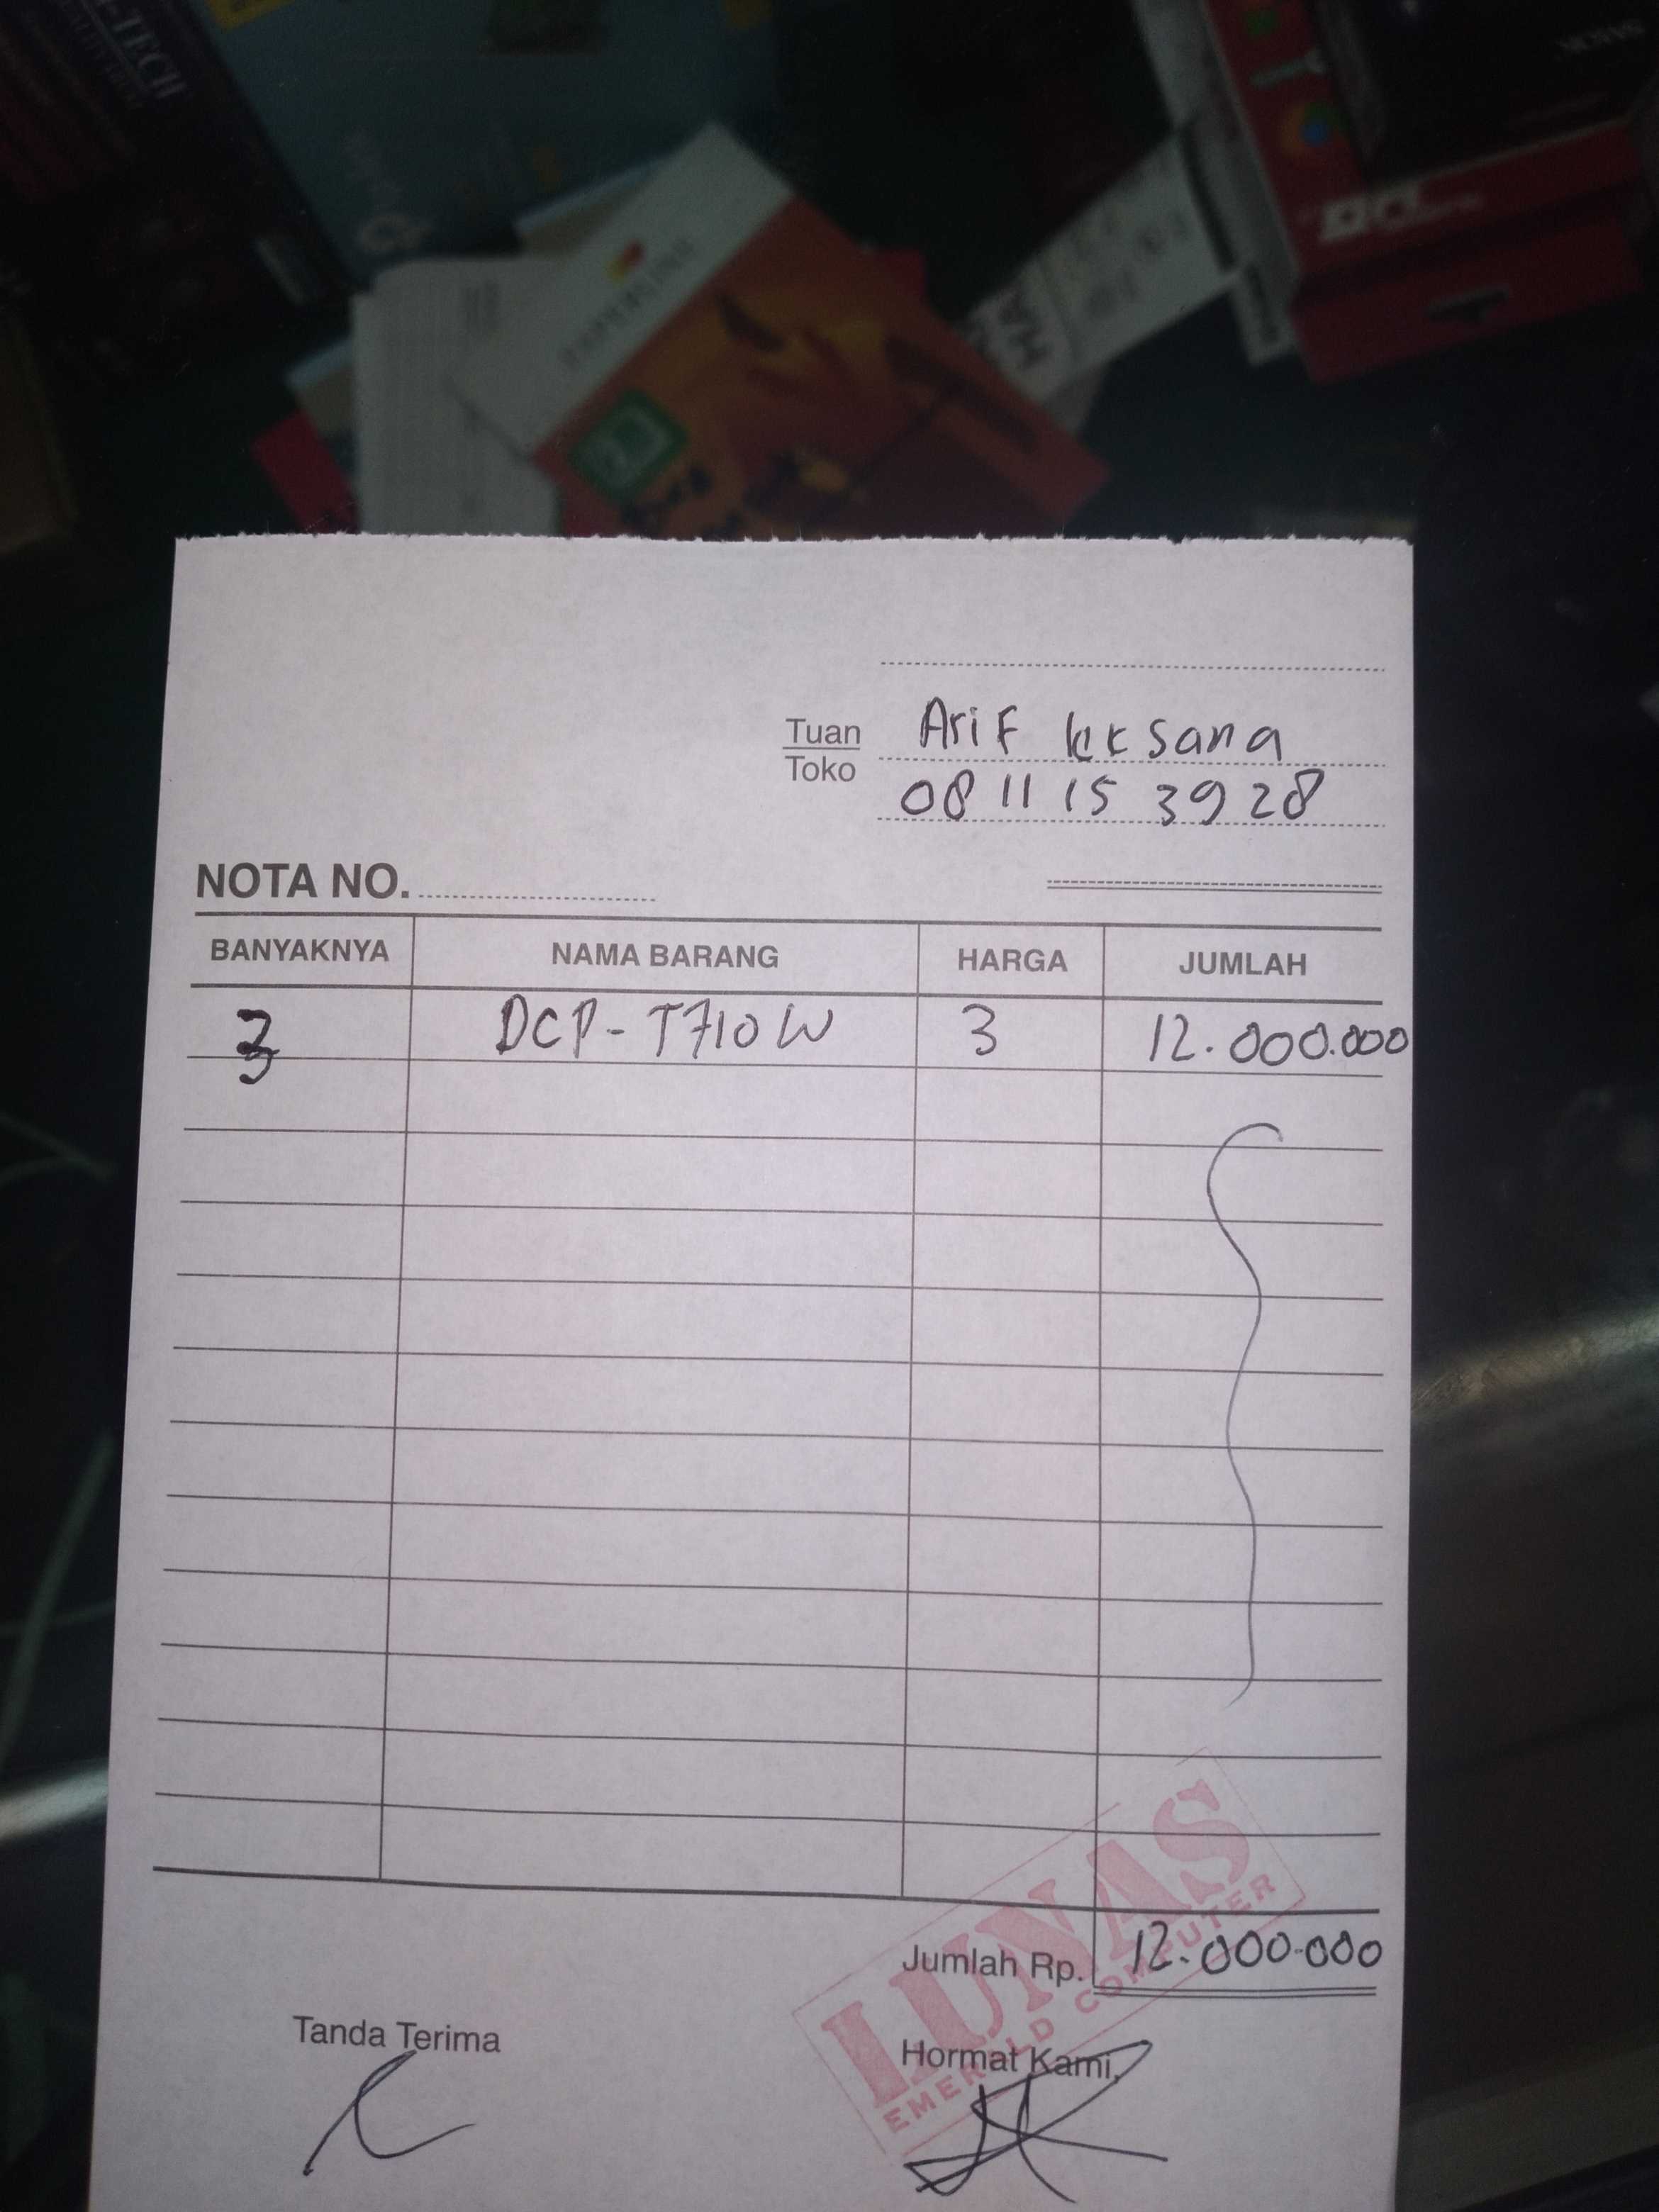 PAPERLINE
Tuan
Toko
Arif
08 11 15 3928
NOTA NO.
BANYAKNYA NAMA BARANG HARGA JUMLAH
3 DCP-T710W 3 12.000.000
LUNAS
EMERALD COMPUTER
Jumlah Rp. 12.000.000
Tanda Terima
Hormat Kami,